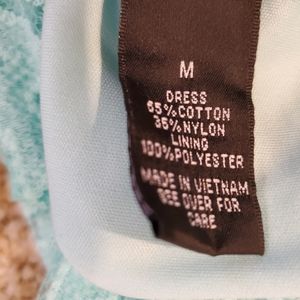 M
DRESS
65%COTTON
35%NYLON
LINING
100%POLYESTER
MADE IN VIETNAM
SEE OVER FOR
CARE